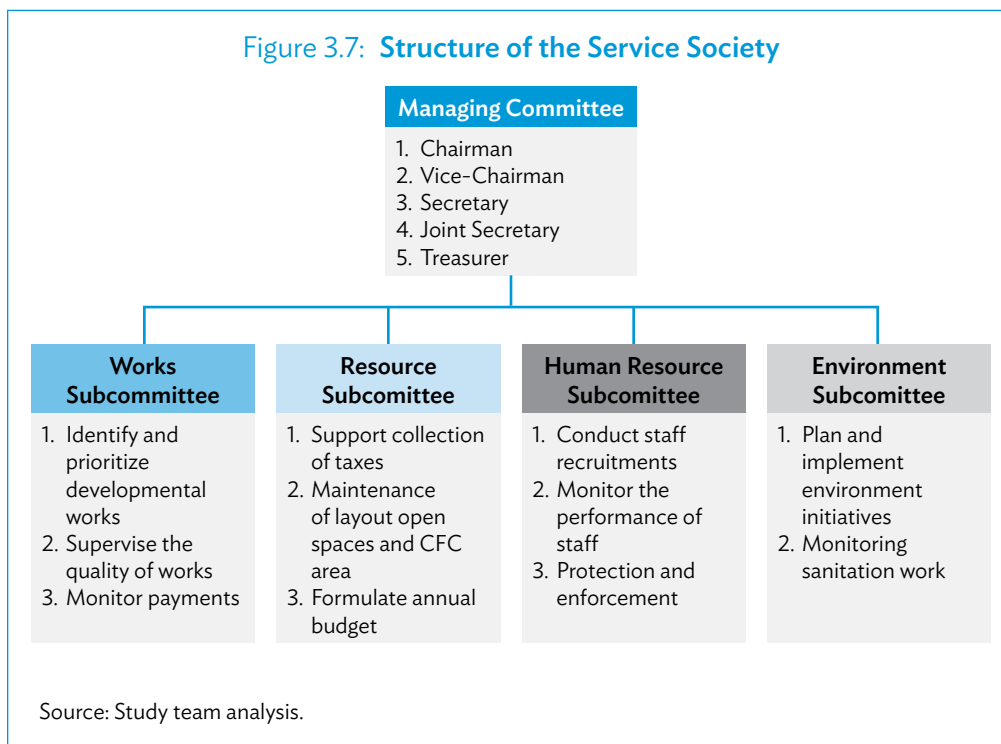 Figure 3.7: Structure of the Service Society
Managing Committee
1. Chairman
2. Vice-Chairman
3. Secretary
4. Joint Secretary
5. Treasurer
Works
Subcommittee
1. Identify and
prioritize
developmental
works
2. Supervise the
quality of works
3. Monitor payments
Resource
Subcomittee
1. Support collection
of taxes
2. Maintenance
of layout open
spaces and CFC
area
3. Formulate annual
budget
Human Resource
Subcomittee
1. Conduct staff
recruitments
2. Monitor the
performance of
staff
3. Protection and
enforcement
Environment
Subcomittee
1. Plan and
implement
environment
initiatives
2. Monitoring
sanitation work
Source: Study team analysis.